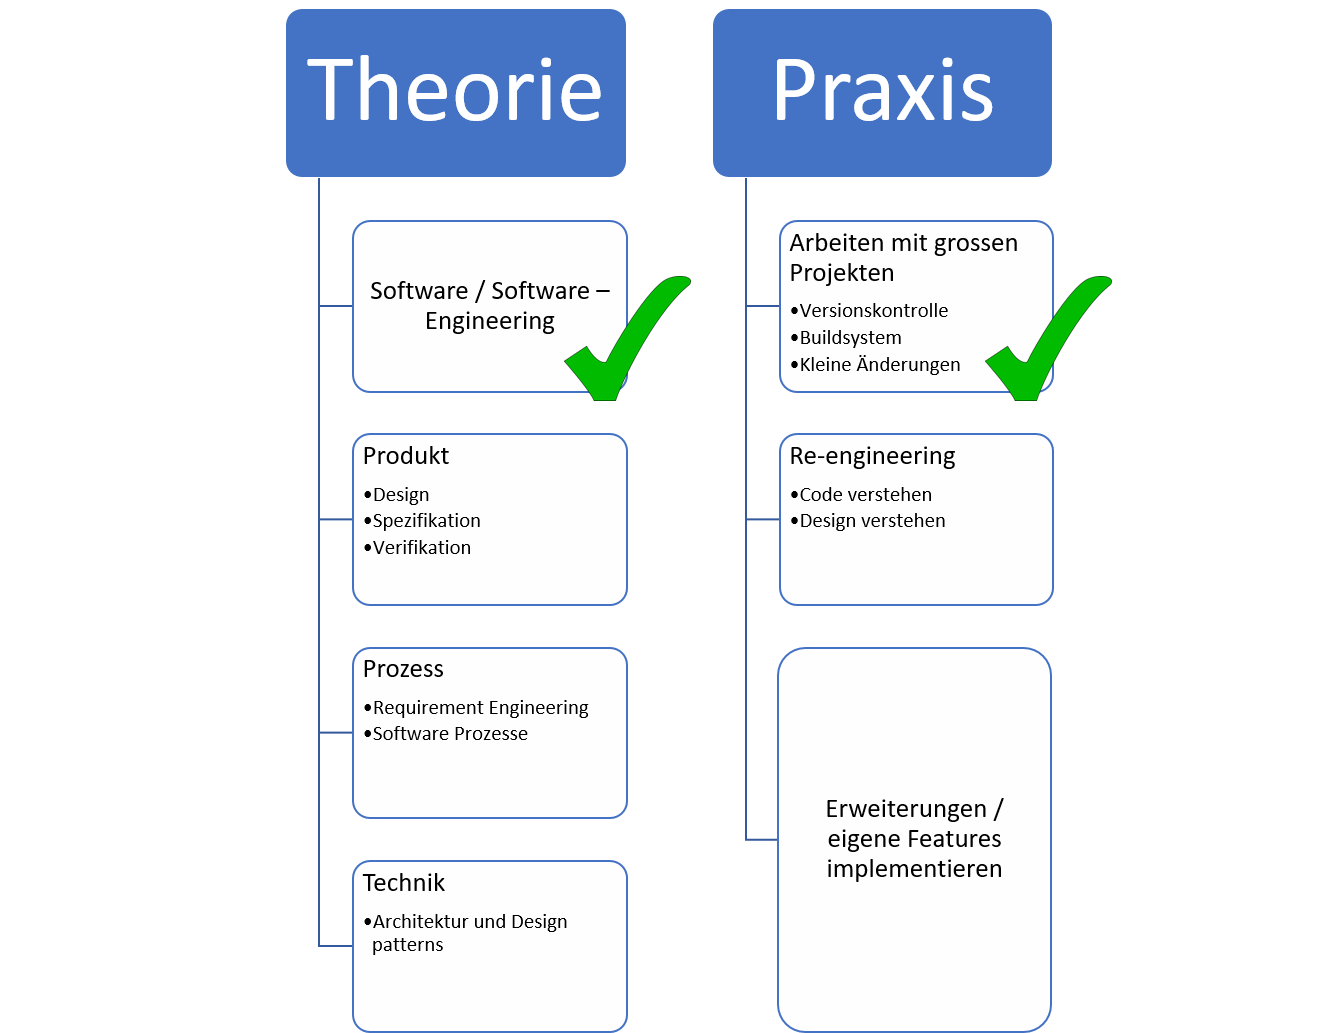 Theorie
Software / Software –
Engineering
Produkt
•Design
•Spezifikation
•Verifikation
Prozess
•Requirement Engineering
•Software Prozesse
Technik
•Architektur und Design
patterns
Praxis
Arbeiten mit grossen
Projekten
•Versionskontrolle
•Buildsystem
•Kleine Änderungen
Re-engineering
•Code verstehen
•Design verstehen
Erweiterungen /
eigene Features
implementieren